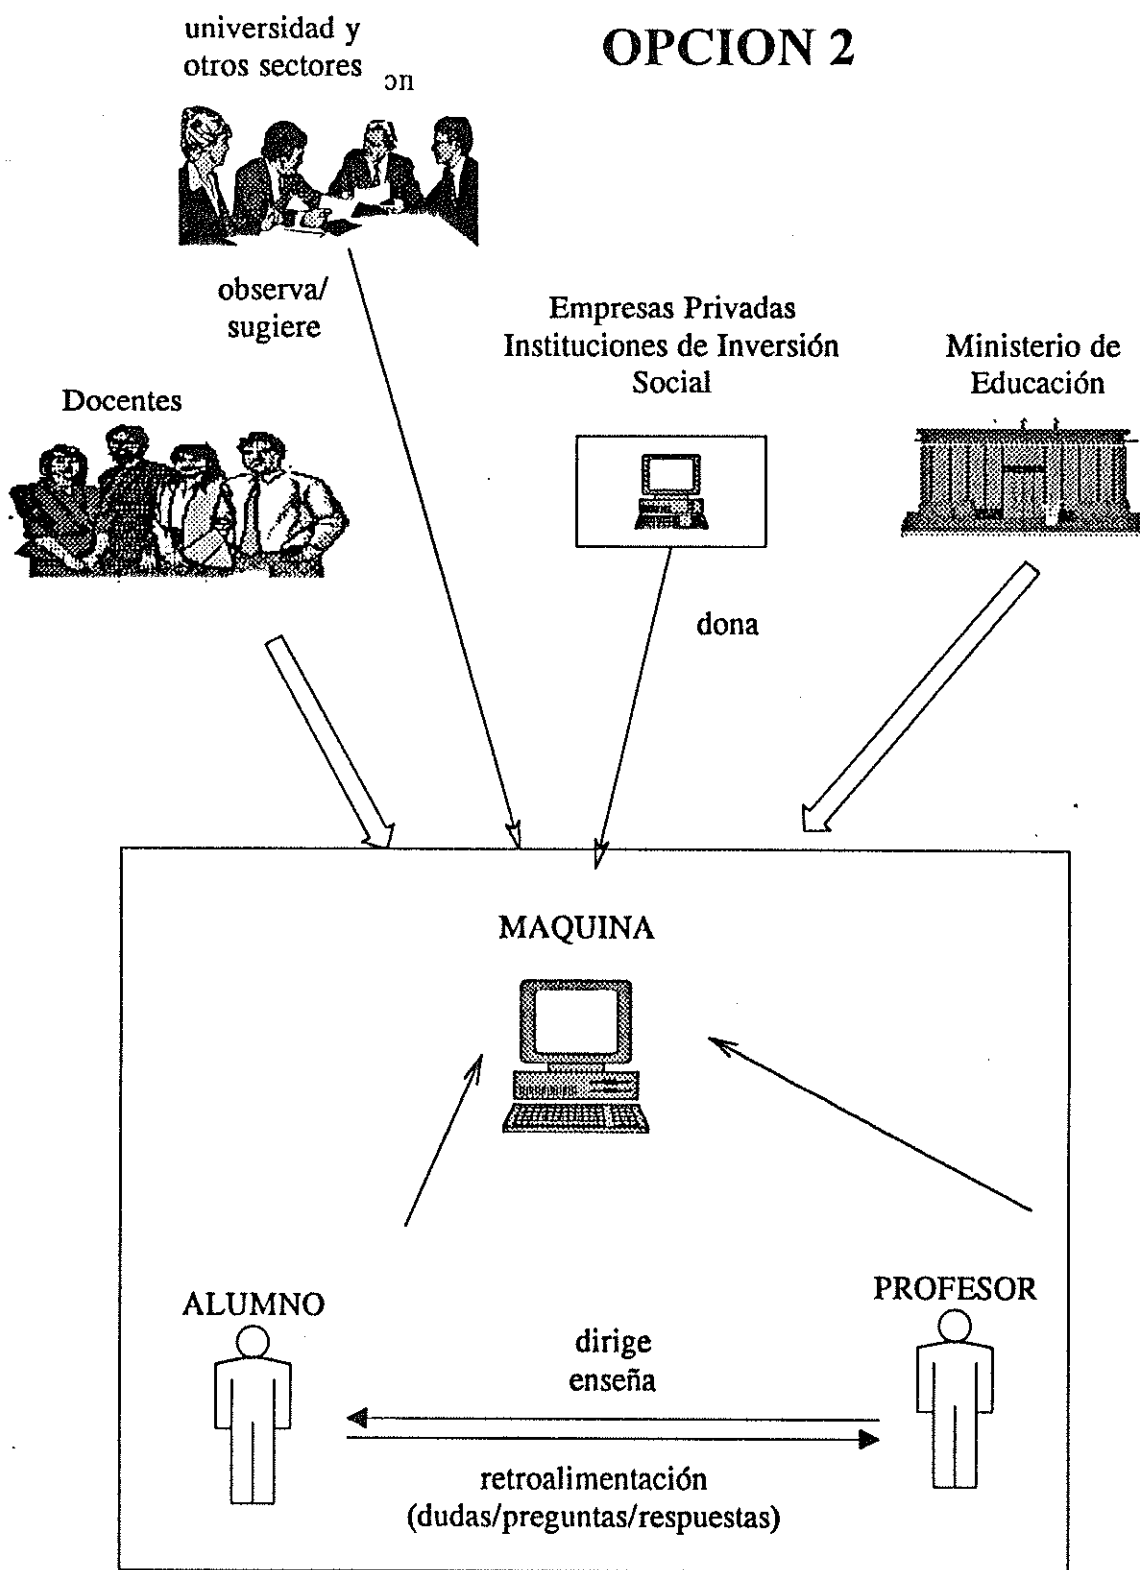 universidad y
otros sectores
OPCION 2
observa/
sugiere
Empresas Privadas
Instituciones de Inversión
Social
Ministerio de
Educación
Docentes
dona
MAQUINA
ALUMNO
PROFESOR
dirige
enseña
retroalimentación
(dudas/preguntas/respuestas)